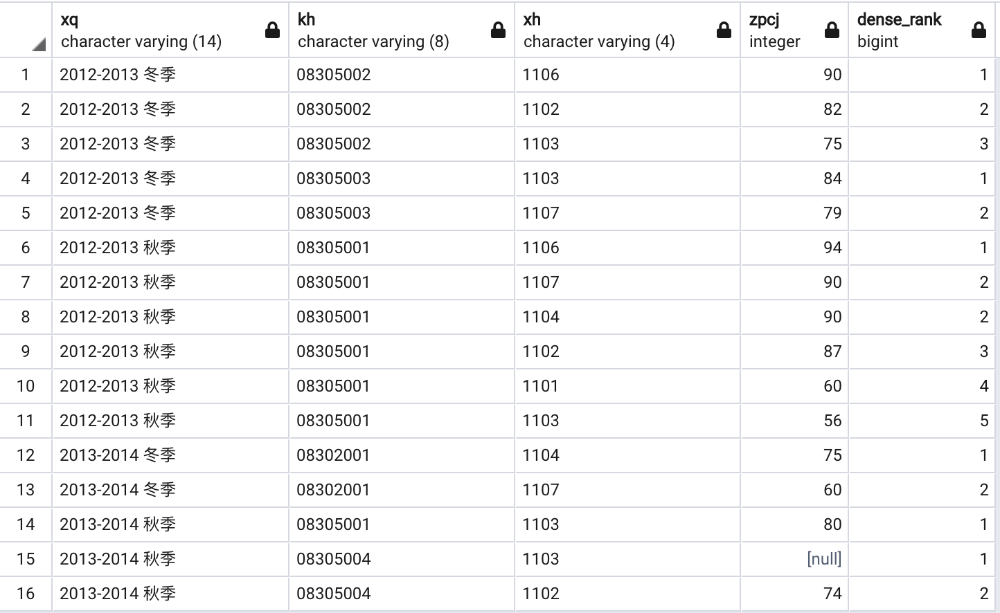 xq kh xh zpcj dense_rank
character varying (14) character varying (8) character varying (4) integer bigint
1 2012-2013 冬季 08305002 1106 90 1
2 2012-2013 冬季 08305002 1102 82 2
3 2012-2013 冬季 08305002 1103 75 3
4 2012-2013 冬季 08305003 1103 84 1
5 2012-2013 冬季 08305003 1107 79 2
6 2012-2013 秋季 08305001 1106 94 1
7 2012-2013 秋季 08305001 1107 90 2
8 2012-2013 秋季 08305001 1104 90 2
9 2012-2013 秋季 08305001 1102 87 3
10 2012-2013 秋季 08305001 1101 60 4
11 2012-2013 秋季 08305001 1103 56 5
12 2013-2014 冬季 08302001 1104 75 1
13 2013-2014 冬季 08302001 1107 60 2
14 2013-2014 秋季 08305001 1103 80 1
15 2013-2014 秋季 08305004 1103 [null] 1
16 2013-2014 秋季 08305004 1102 74 2